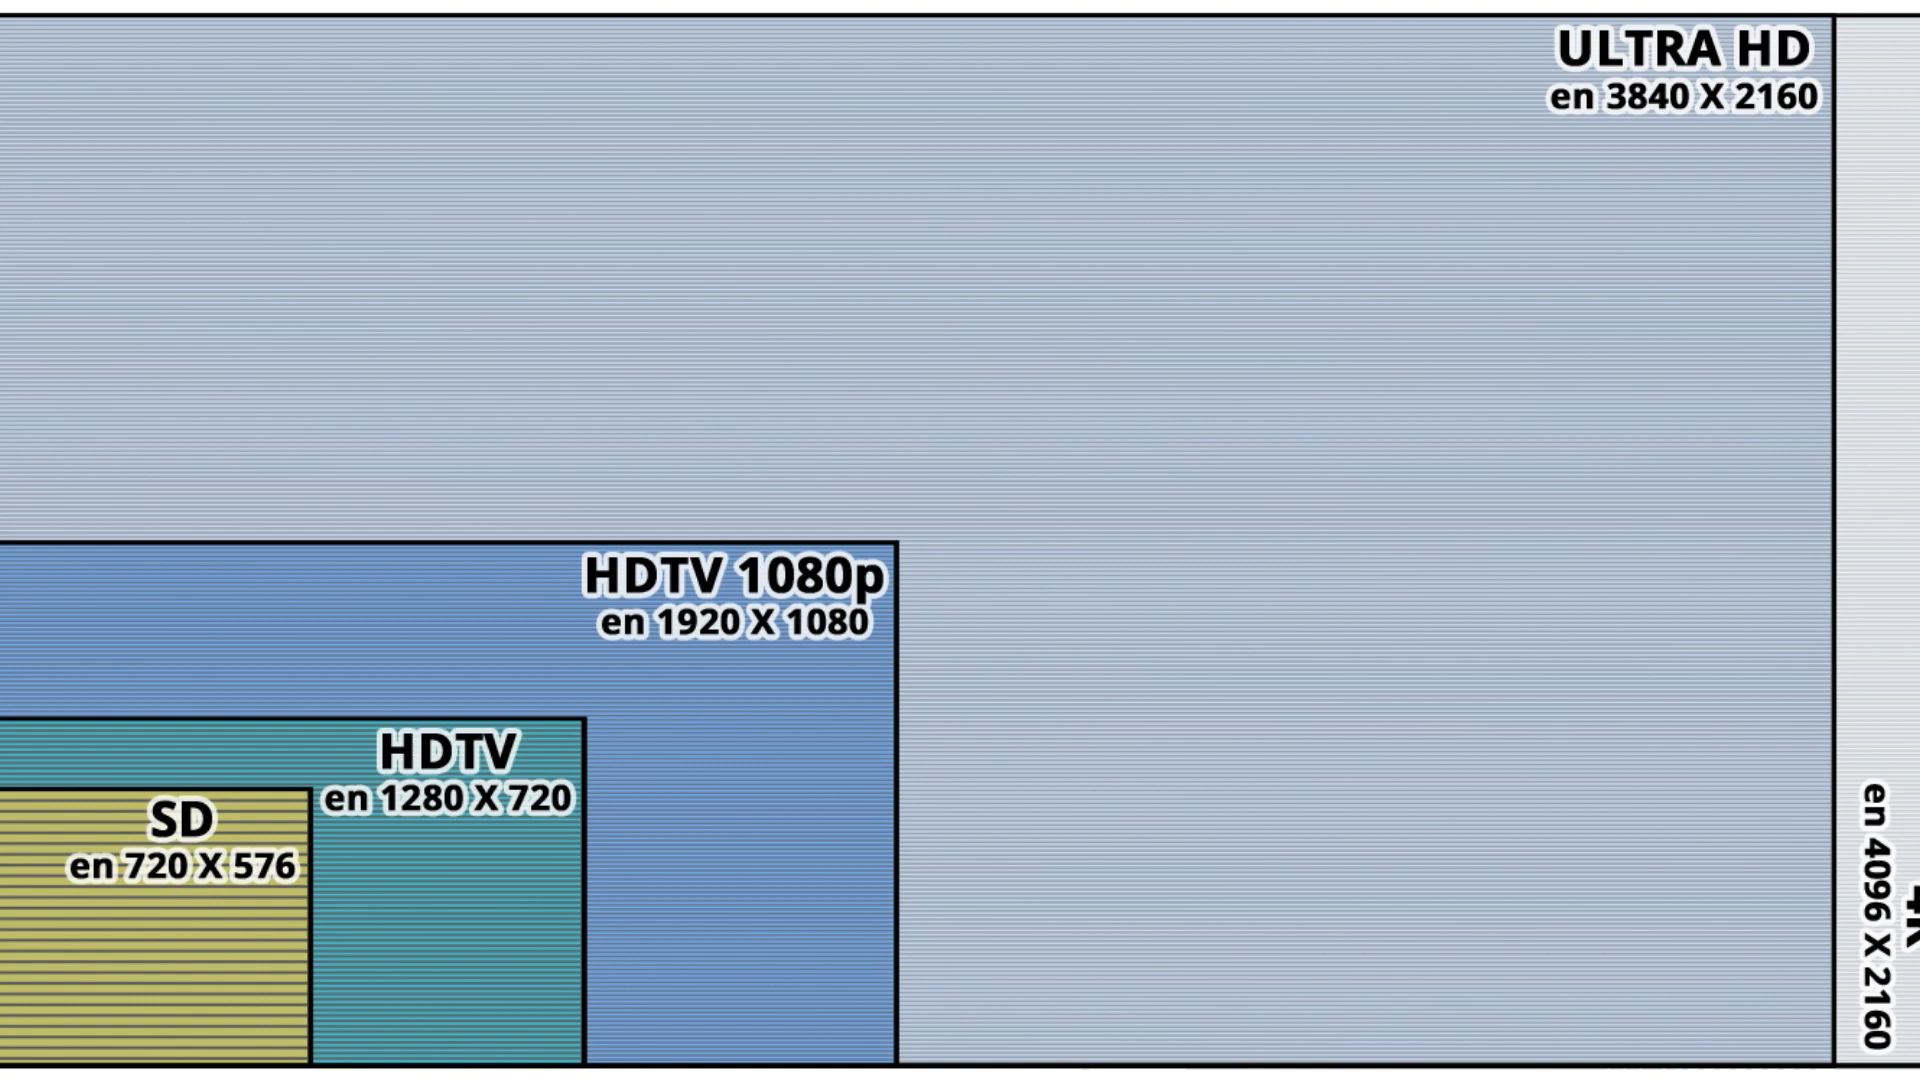 ULTRA HD
en 3840 X 2160
HDTV 1080p
en 1920 X 1080
HDTV
en 1280 X 720
SD
en 720 X 576
4K
en 4096 X 2160